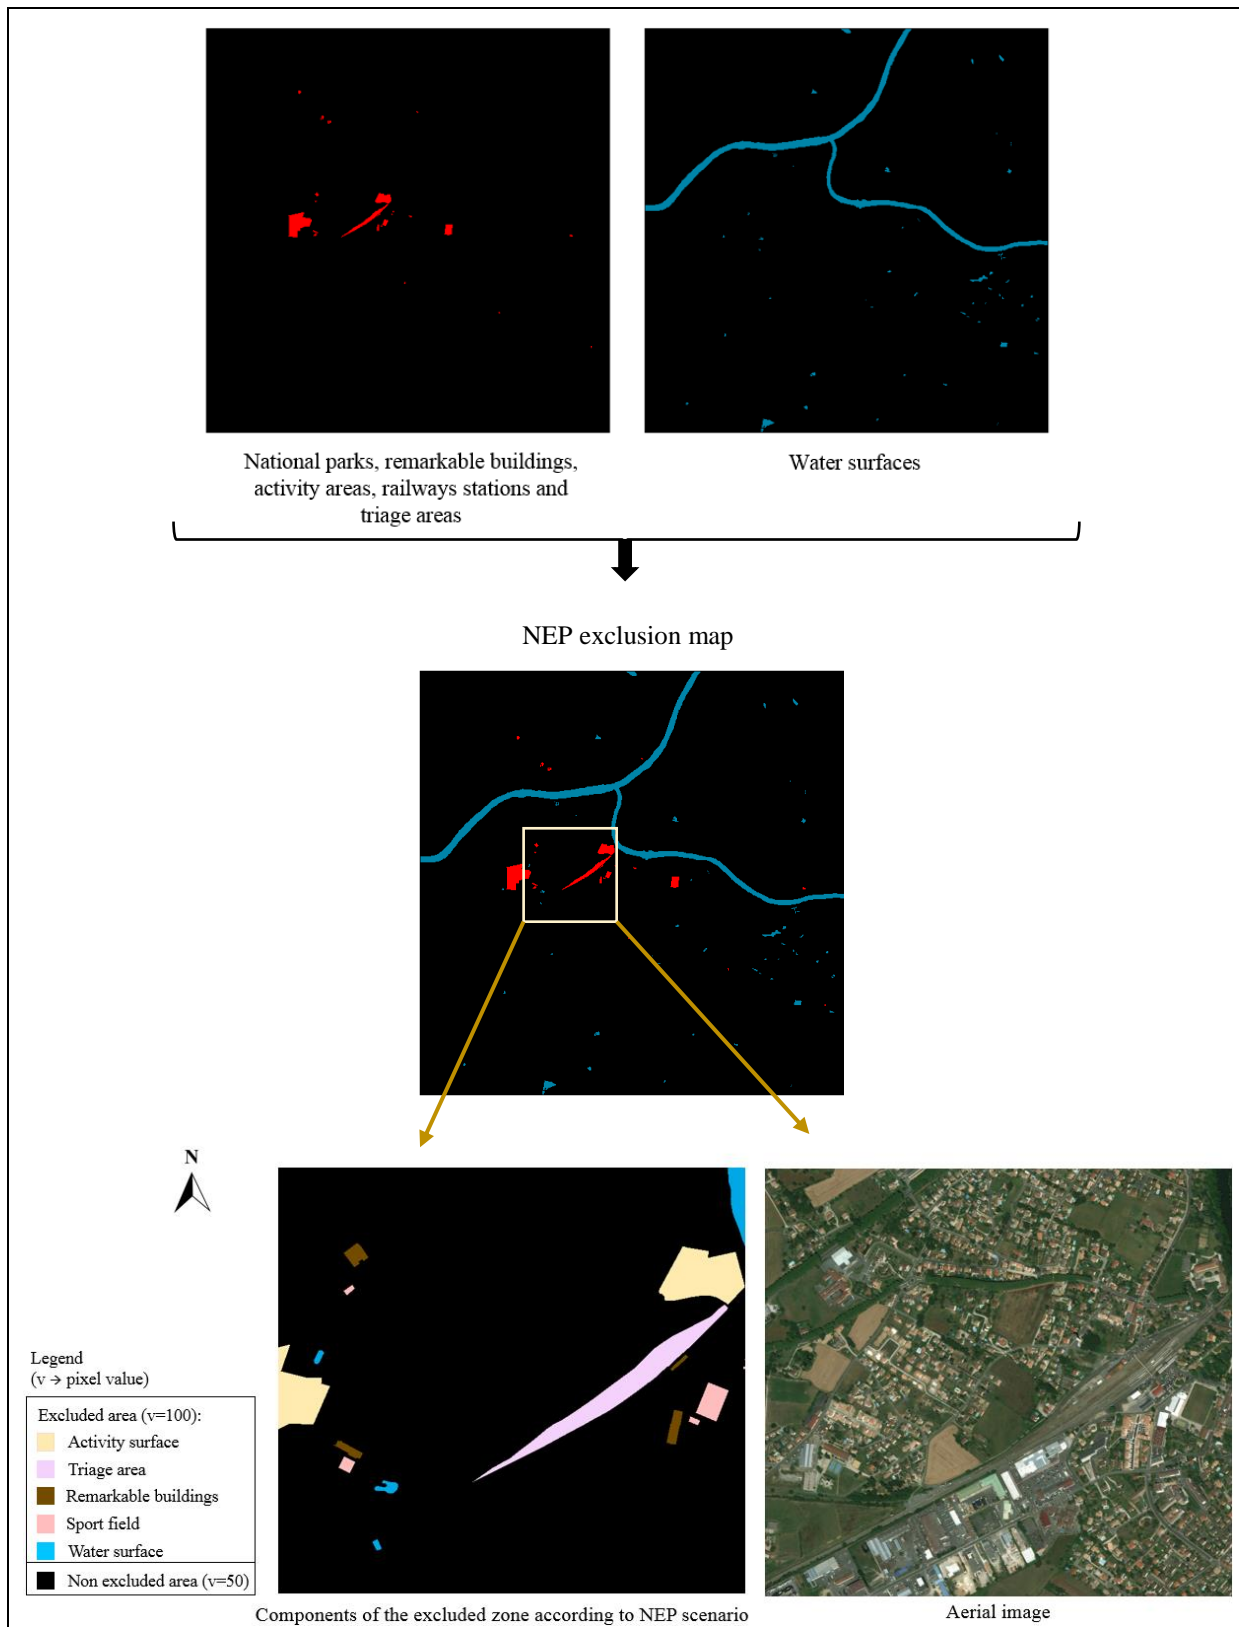 National parks, remarkable buildings,
activity areas, railways stations and
triage areas
Water surfaces
NEP exclusion map
N
Legend
(v → pixel value)
Excluded area (v=100):
Activity surface
Triage area
Remarkable buildings
Sport field
Water surface
Non excluded area (v=50)
Components of the excluded zone according to NEP scenario
Aerial image